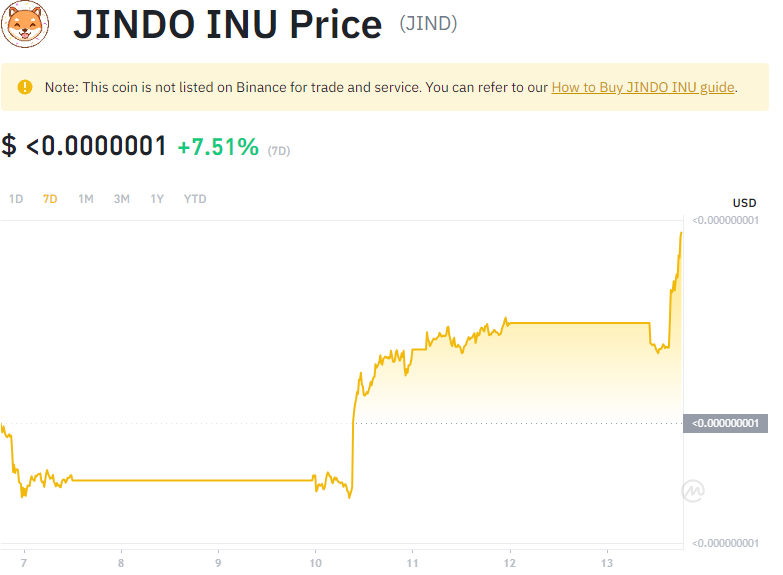 JINDO INU Price (JIND)
Note: This coin is not listed on Binance for trade and service. You can refer to our How to Buy JINDO INU guide.
$ <0.0000001 +7.51% (7D)
1D 7D 1M 3M 1Y YTD
USD
<0.000000001
<0.000000001
<0.000000001
7 8 9 10 11 12 13